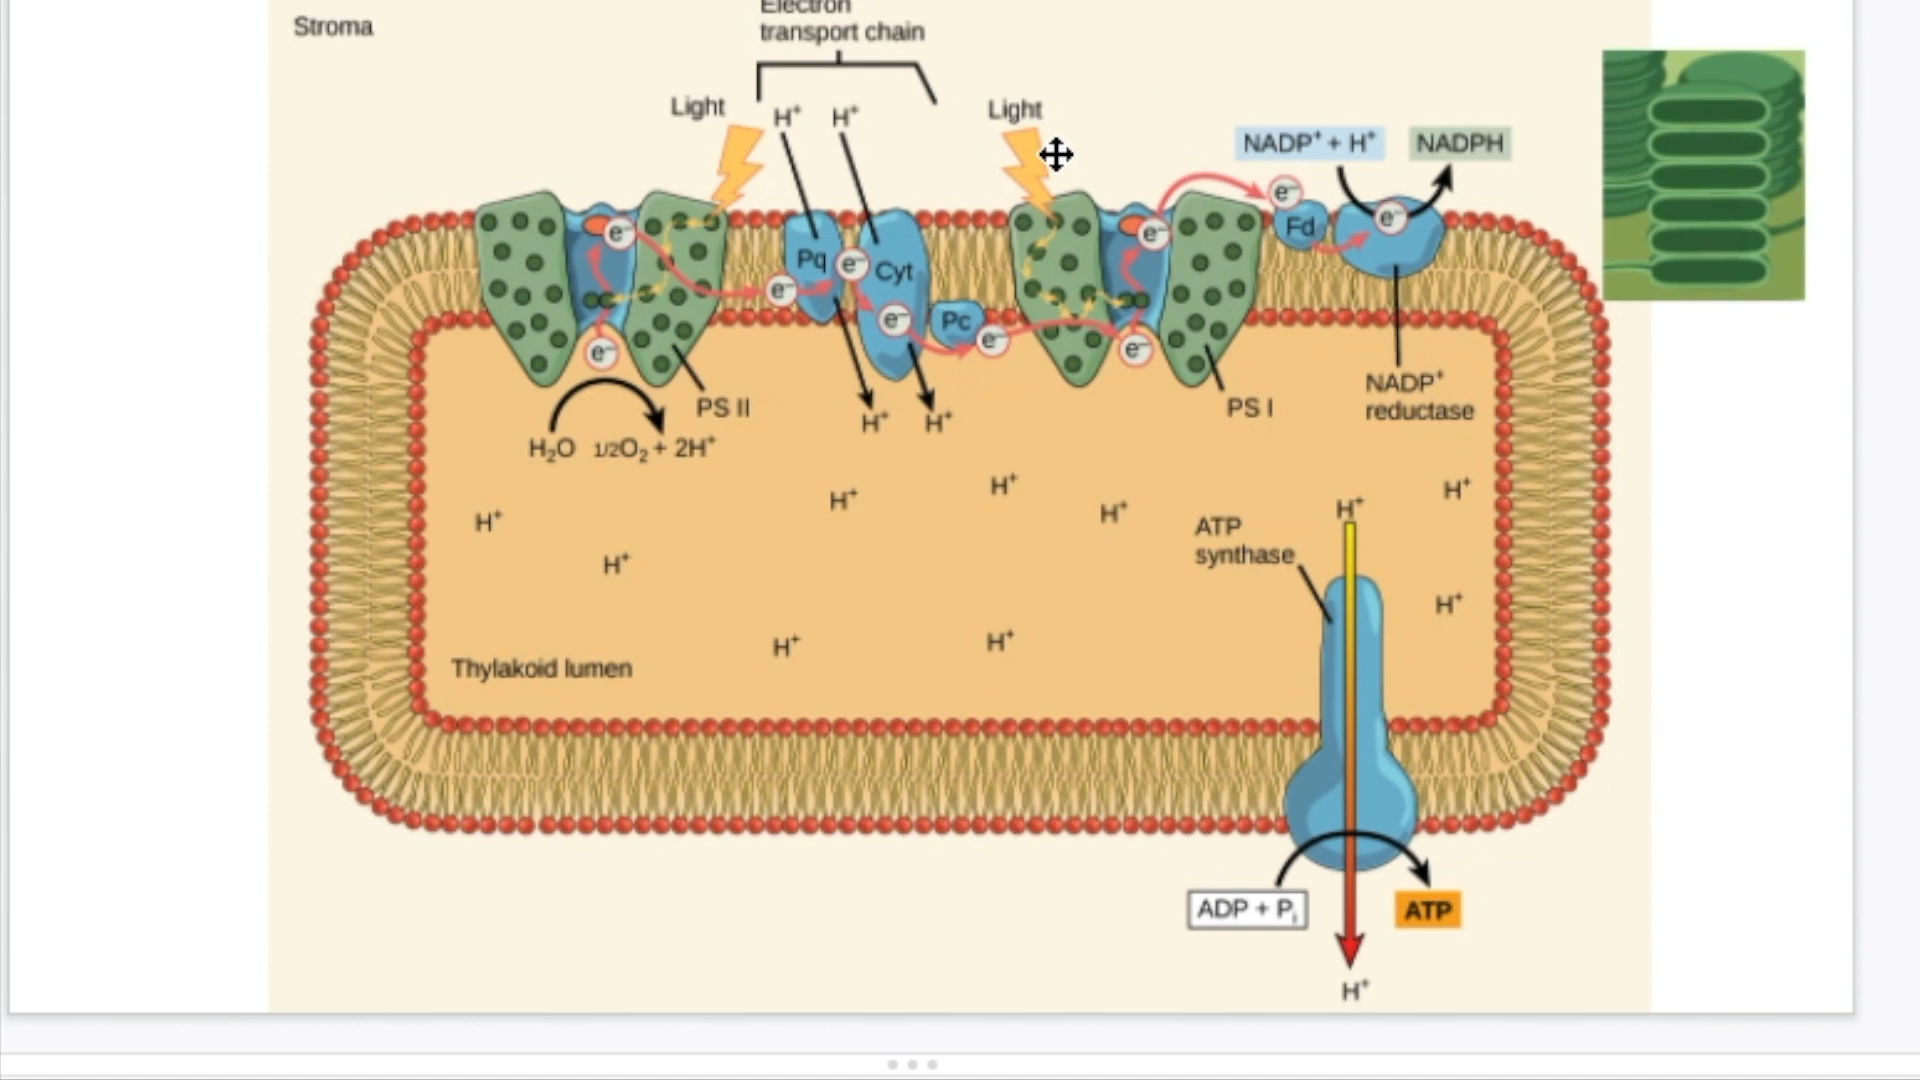 Electron
transport chain
Stroma
Light
H⁺
H⁺
Light
NADP⁺ + H⁺
NADPH
e⁻
e⁻
e⁻
e⁻
Fd
Pq
e⁻
Cyt
e⁻
e⁻
Pc
e⁻
e⁻
e⁻
NADP⁺
reductase
PS II
H⁺
H⁺
PS I
H₂O 1/2O₂ + 2H⁺
H⁺
H⁺
H⁺
H⁺
H⁺
H⁺
ATP
synthase
H⁺
H⁺
H⁺
H⁺
Thylakoid lumen
ADP + Pᵢ
ATP
H⁺